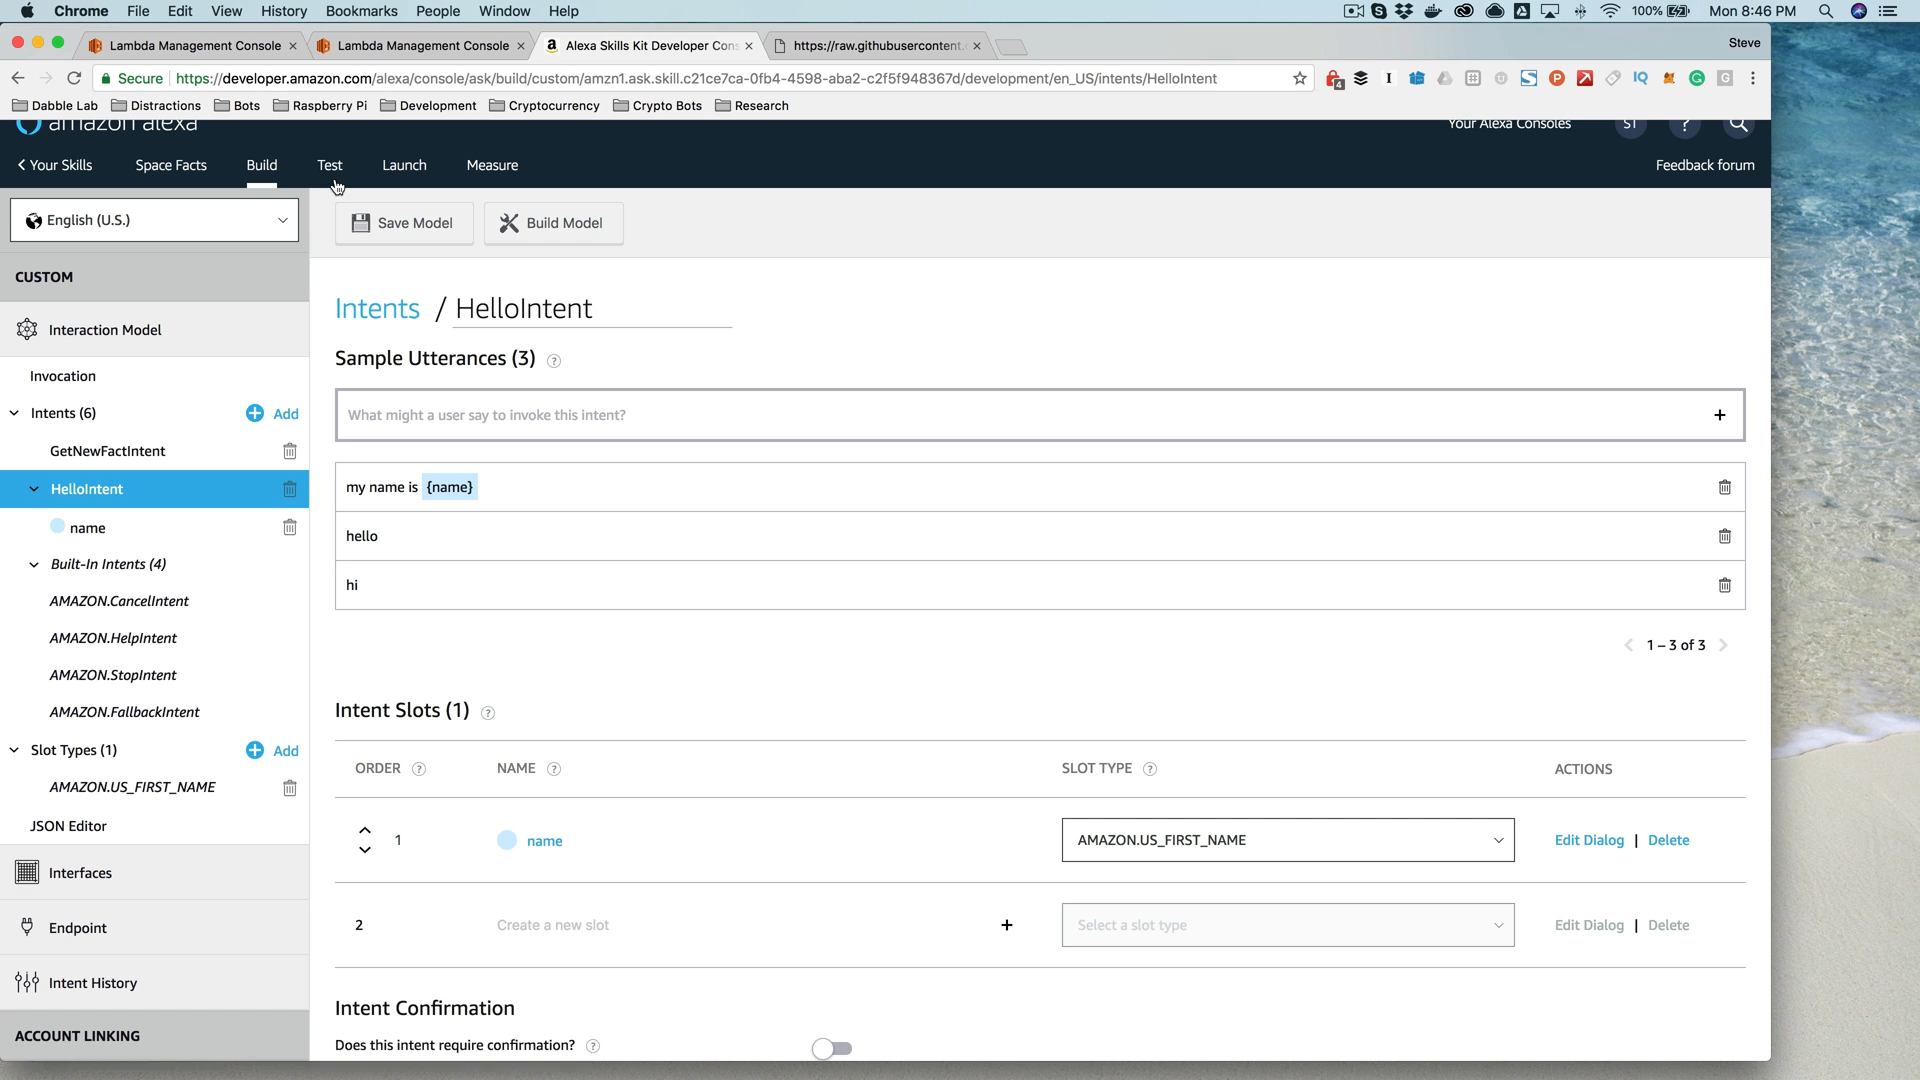 Chrome File Edit View History Bookmarks People Window Help 100% Mon 8:46 PM
Lambda Management Console Lambda Management Console Alexa Skills Kit Developer Cons https://raw.githubusercontent. Steve
Secure https://developer.amazon.com/alexa/console/ask/build/custom/amzn1.ask.skill.c21ce7ca-0fb4-4598-aba2-c2f5f948367d/development/en_US/intents/HelloIntent
Dabble Lab Distractions Bots Raspberry Pi Development Cryptocurrency Crypto Bots Research
amazon alexa Your Alexa Consoles ST ?
Your Skills Space Facts Build Test Launch Measure Feedback forum
English (U.S.) Save Model Build Model
CUSTOM
Intents / HelloIntent
Interaction Model
Sample Utterances (3) ?
Invocation
Intents (6) Add What might a user say to invoke this intent? +
GetNewFactIntent
HelloIntent my name is {name}
name hello
Built-In Intents (4)
hi
AMAZON.CancelIntent
AMAZON.HelpIntent 1 – 3 of 3
AMAZON.StopIntent
AMAZON.FallbackIntent Intent Slots (1) ?
Slot Types (1) Add
ORDER ? NAME ? SLOT TYPE ? ACTIONS
AMAZON.US_FIRST_NAME
JSON Editor
1 name AMAZON.US_FIRST_NAME Edit Dialog | Delete
Interfaces
2 Create a new slot + Select a slot type Edit Dialog | Delete
Endpoint
Intent History
Intent Confirmation
ACCOUNT LINKING
Does this intent require confirmation? ?